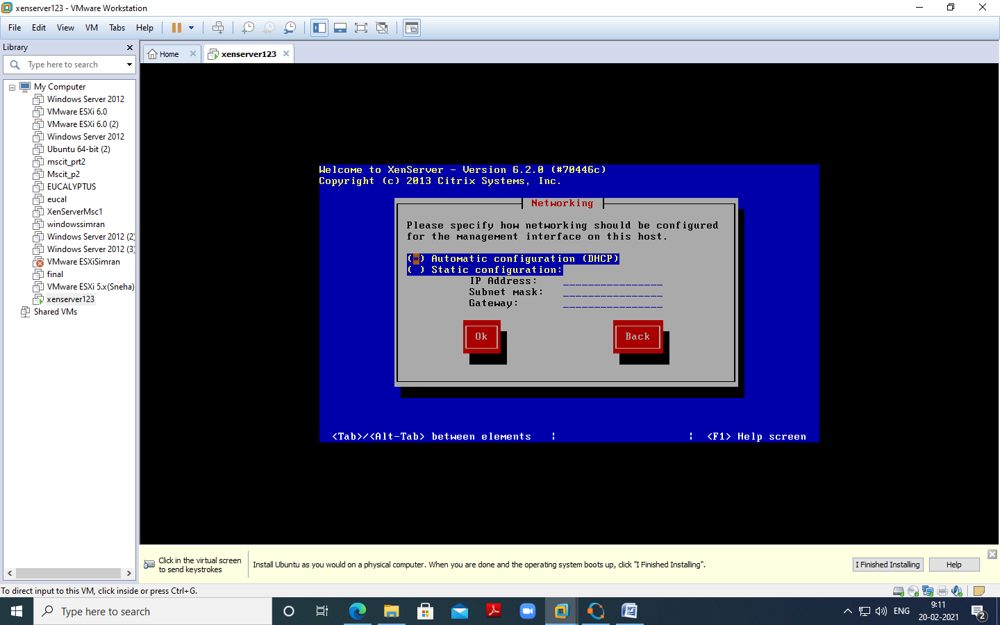 xenserver123 - VMware Workstation
File Edit View VM Tabs Help
Library
Type here to search
My Computer
Windows Server 2012
VMware ESXi 6.0
VMware ESXi 6.0 (2)
Windows Server 2012
Ubuntu 64-bit (2)
mscit_prt2
Mscit_p2
EUCALYPTUS
eucal
XenServerMsc1
windowssimran
Windows Server 2012 (2)
Windows Server 2012 (3)
VMware ESXiSimran
final
VMware ESXi 5.x(Sneha)
xenserver123
Shared VMs
Home xenserver123
Welcome to XenServer - Version 6.2.0 (#70446c)
Copyright (c) 2013 Citrix Systems, Inc.
Networking
Please specify how networking should be configured
for the management interface on this host.
(*) Automatic configuration (DHCP)
( ) Static configuration:
IP Address: ________________
Subnet mask: ________________
Gateway: ________________
Ok Back
<Tab>/<Alt-Tab> between elements ¦ ¦ <F1> Help screen
Click in the virtual screen
to send keystrokes
Install Ubuntu as you would on a physical computer. When you are done and the operating system boots up, click "I Finished Installing".
I Finished Installing Help
To direct input to this VM, click inside or press Ctrl+G.
Type here to search
ENG
9:11
20-02-2021
2